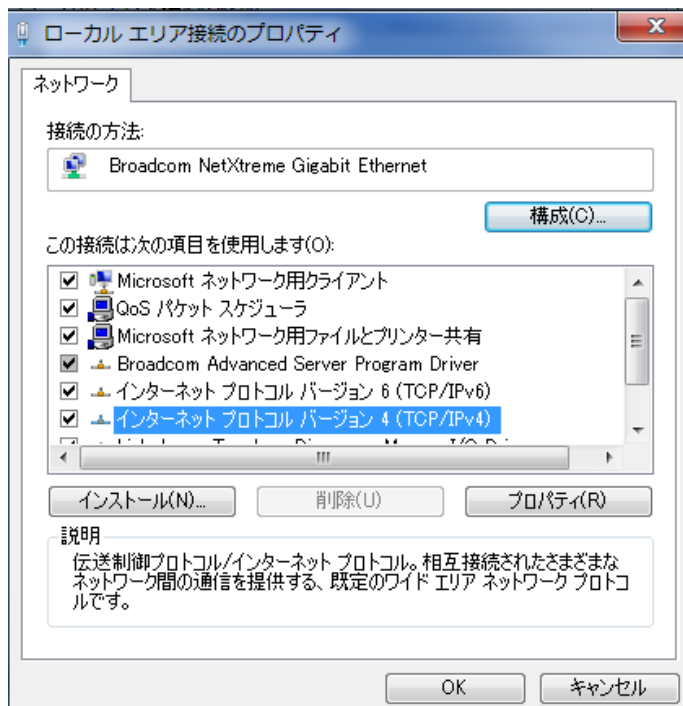 ローカル エリア接続のプロパティ
ネットワーク
接続の方法:
Broadcom NetXtreme Gigabit Ethernet
構成(C)...
この接続は次の項目を使用します(O):
Microsoft ネットワーク用クライアント
QoS パケット スケジューラ
Microsoft ネットワーク用ファイルとプリンター共有
Broadcom Advanced Server Program Driver
インターネット プロトコル バージョン 6 (TCP/IPv6)
インターネット プロトコル バージョン 4 (TCP/IPv4)
インストール(N)...
削除(U)
プロパティ(R)
説明
伝送制御プロトコル/インターネット プロトコル。相互接続されたさまざまな
ネットワーク間の通信を提供する、既定のワイド エリア ネットワーク プロトコ
ルです。
OK
キャンセル